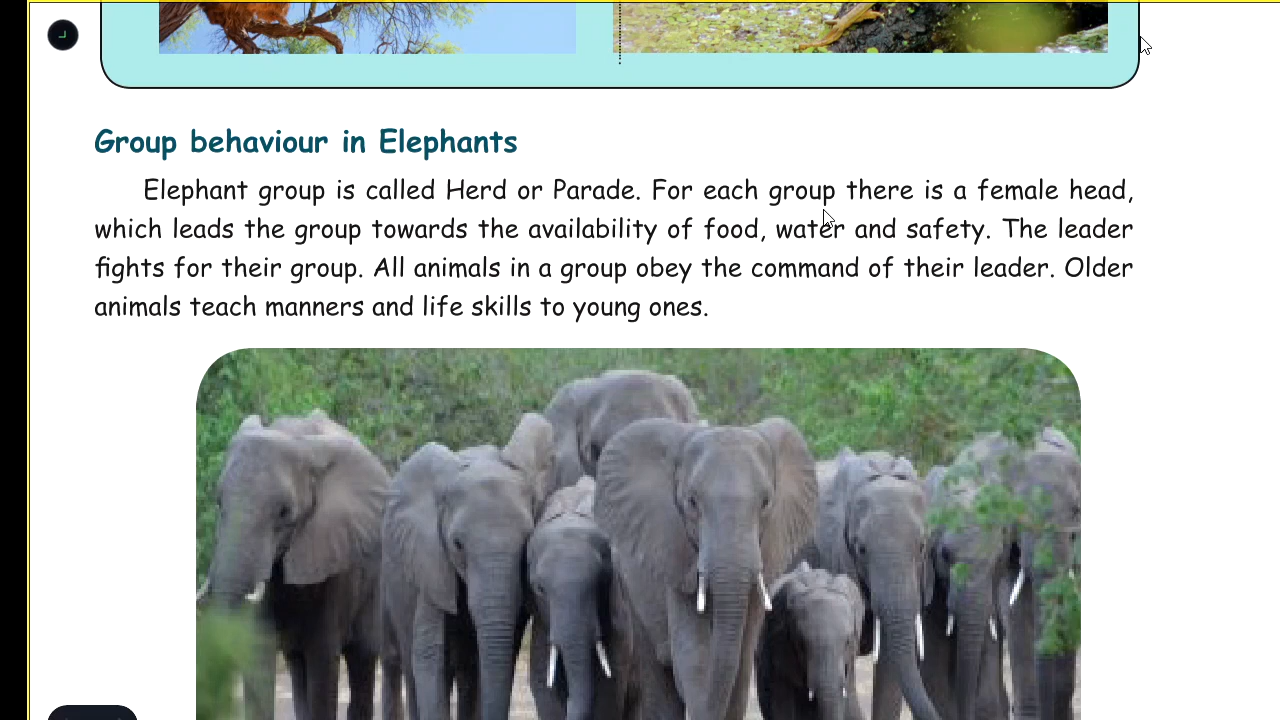 Group behaviour in Elephants
Elephant group is called Herd or Parade. For each group there is a female head,
which leads the group towards the availability of food, water and safety. The leader
fights for their group. All animals in a group obey the command of their leader. Older
animals teach manners and life skills to young ones.